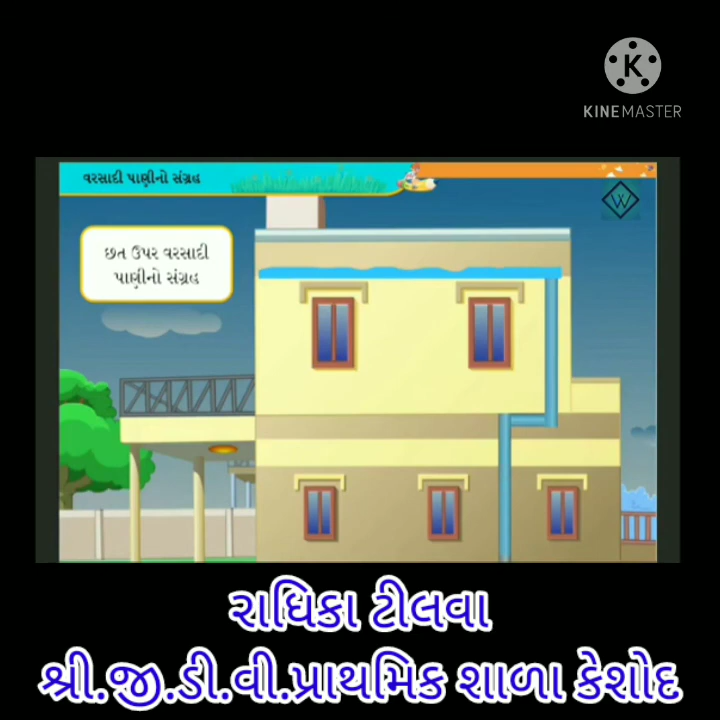 KINEMASTER
વરસાદી પાણીનો સંગ્રહ
છત ઉપર વરસાદી
પાણીનો સંગ્રહ
રાધિકા ટીલવા
શ્રી.જી.ડી.વી.પ્રાથમિક શાળા કેશોદ